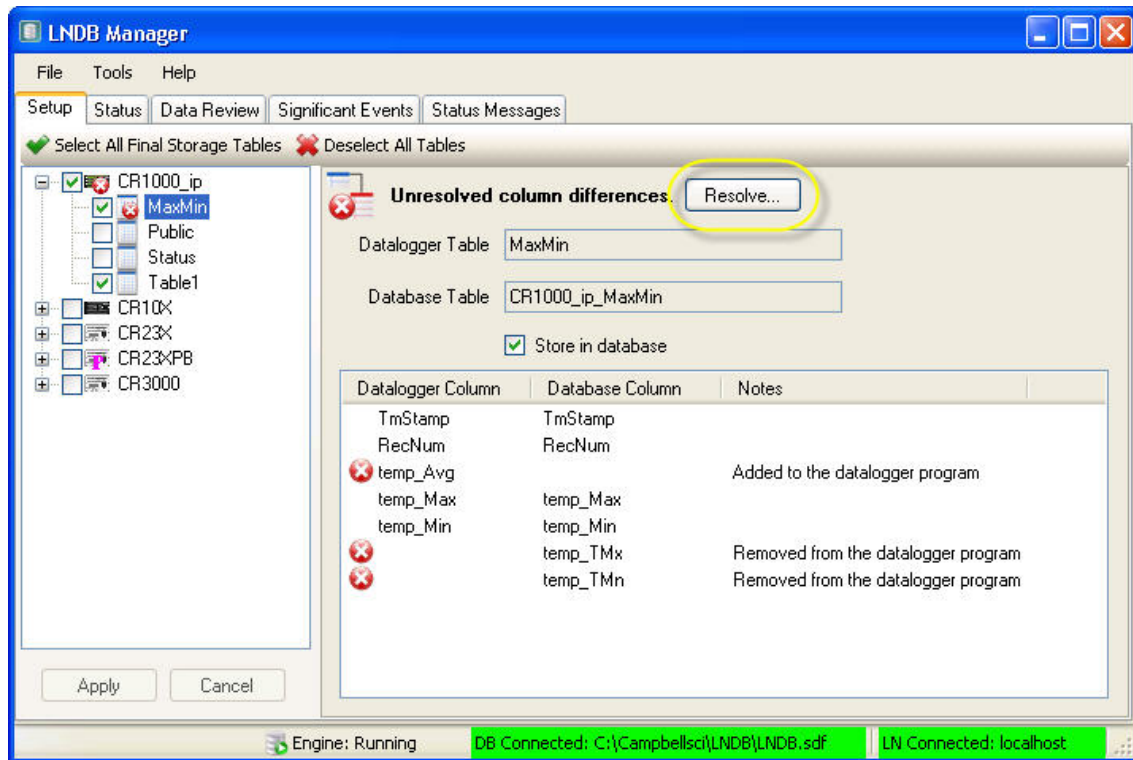 LNDB Manager
File Tools Help
Setup Status Data Review Significant Events Status Messages
Select All Final Storage Tables Deselect All Tables
CR1000_ip
MaxMin
Public
Status
Table1
CR10X
CR23X
CR23XPB
CR3000
Apply Cancel
Unresolved column differences. Resolve...
Datalogger Table MaxMin
Database Table CR1000_ip_MaxMin
Store in database
Datalogger Column Database Column Notes
TmStamp TmStamp
RecNum RecNum
temp_Avg Added to the datalogger program
temp_Max temp_Max
temp_Min temp_Min
temp_TMx Removed from the datalogger program
temp_TMn Removed from the datalogger program
Engine: Running DB Connected: C:\Campbellsci\LNDB\LNDB.sdf LN Connected: localhost